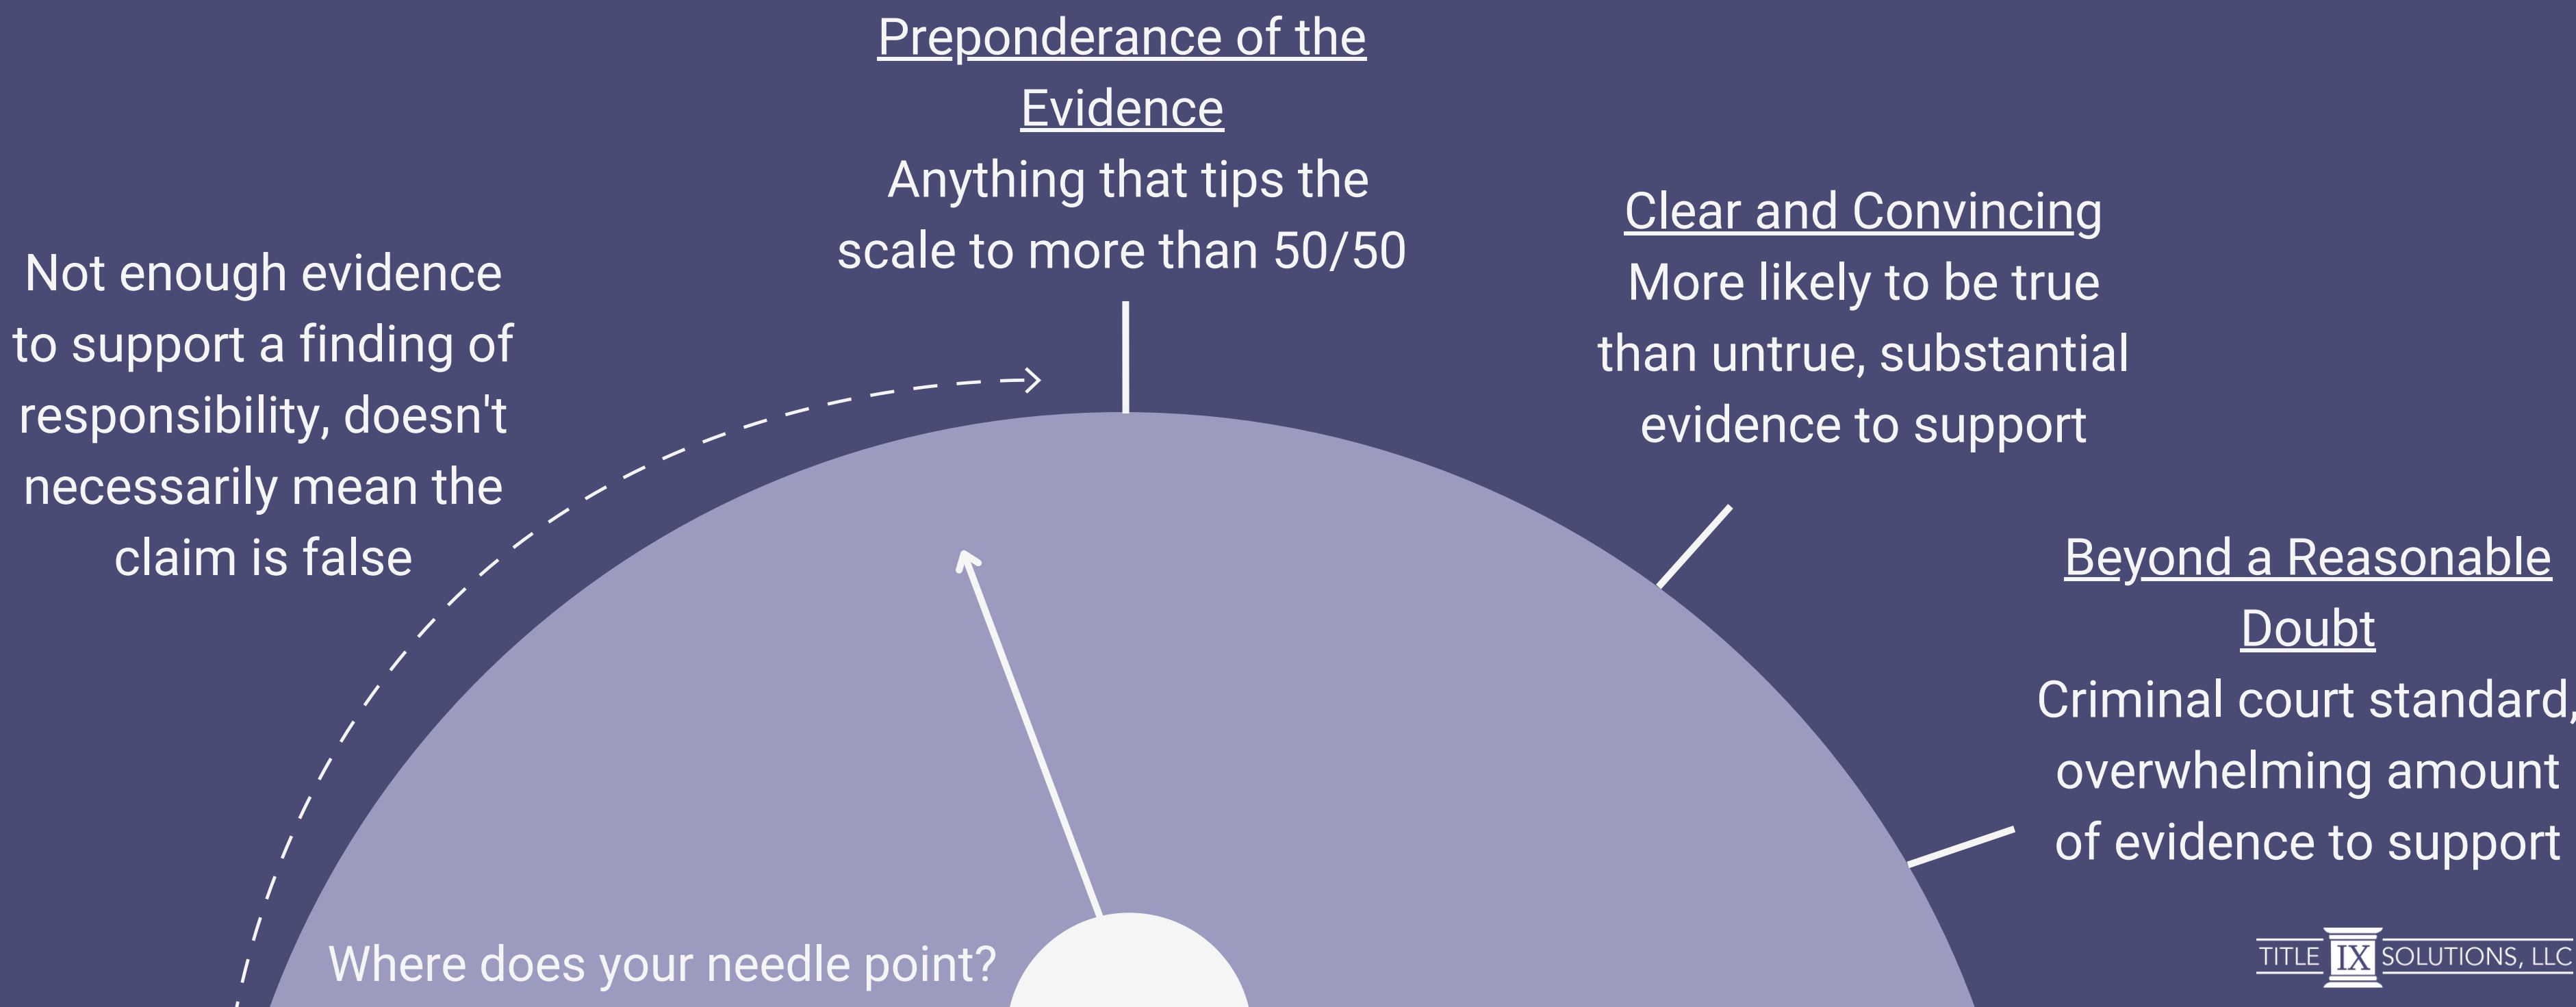 Preponderance of the
Evidence
Anything that tips the
scale to more than 50/50
Not enough evidence
to support a finding of
responsibility, doesn't
necessarily mean the
claim is false
Clear and Convincing
More likely to be true
than untrue, substantial
evidence to support
Beyond a Reasonable
Doubt
Criminal court standard,
overwhelming amount
of evidence to support
Where does your needle point?
TITLE IX SOLUTIONS, LLC